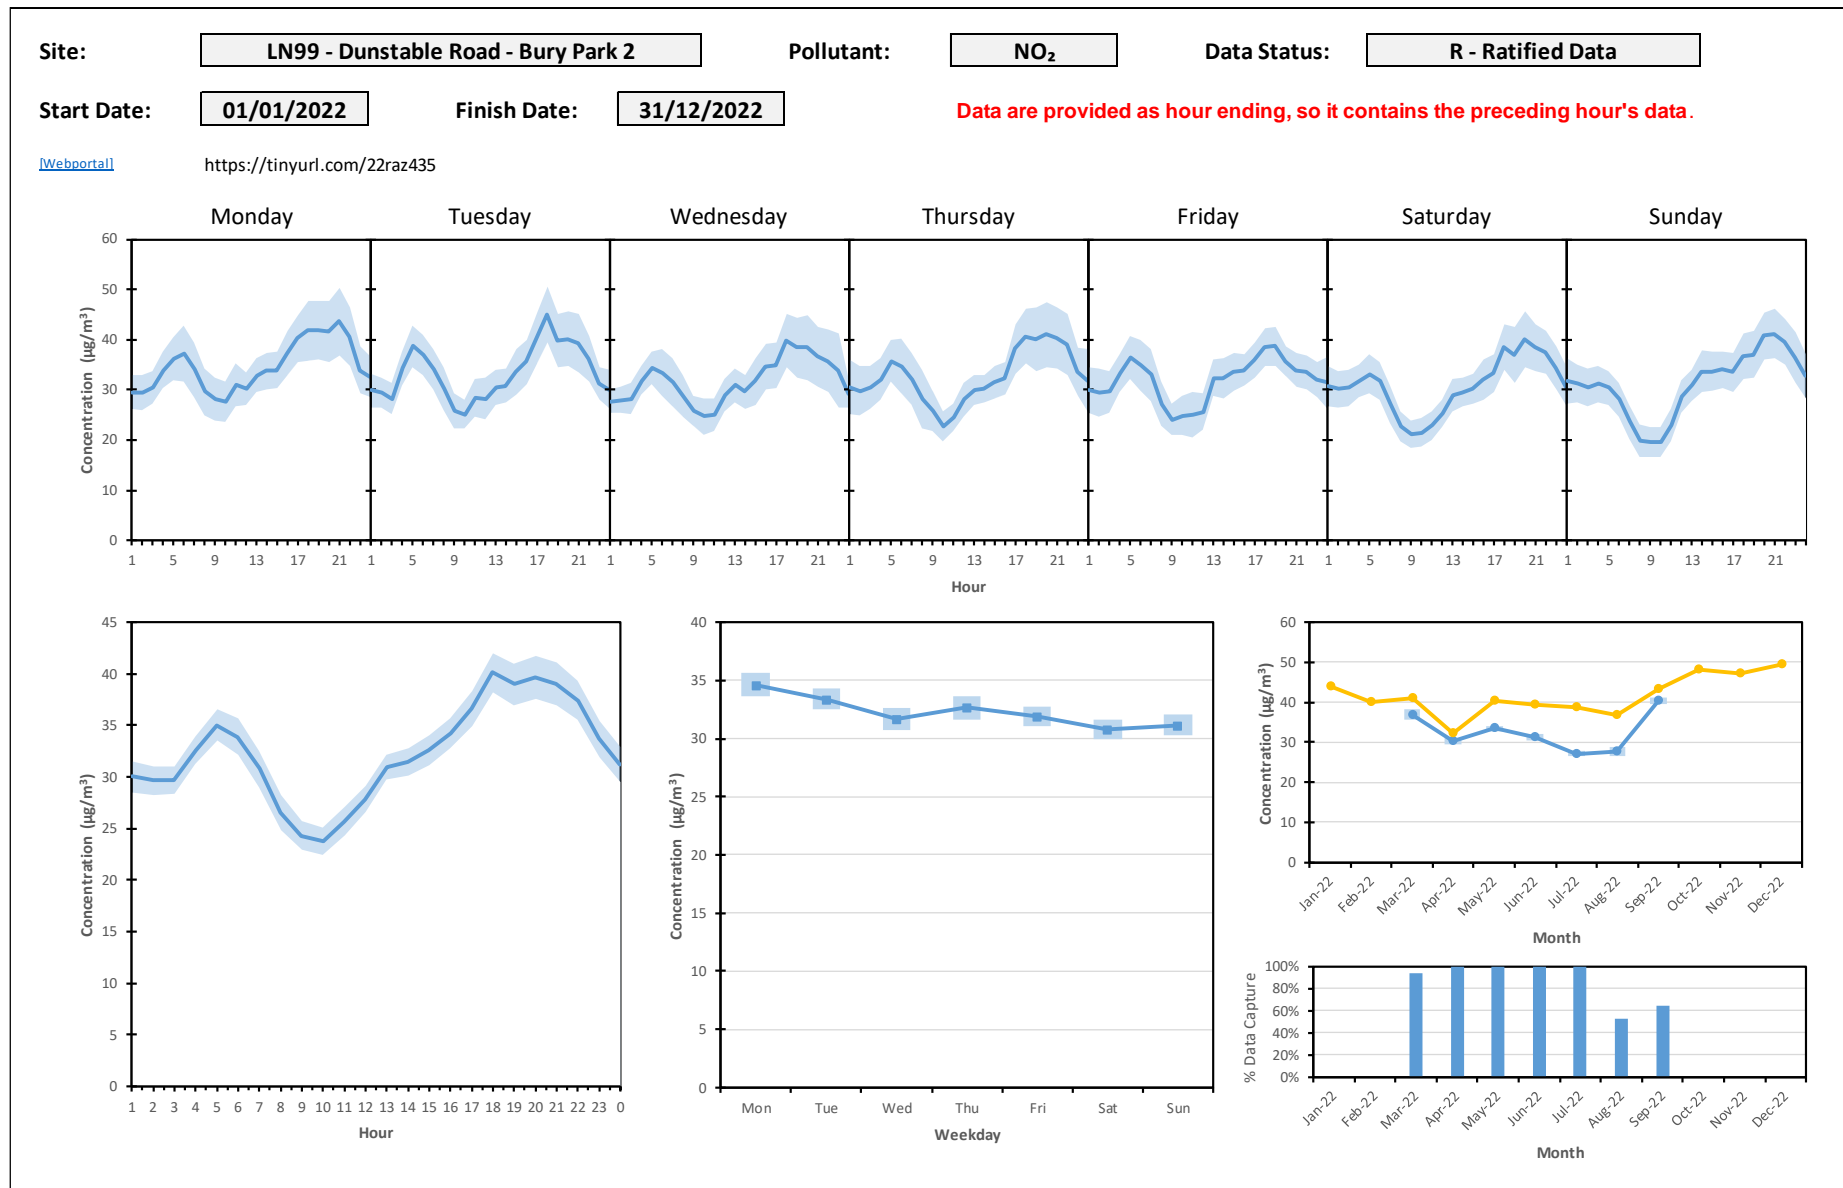 Site: LN99 - Dunstable Road - Bury Park 2 Pollutant: NO₂ Data Status: R - Ratified Data
Start Date: 01/01/2022 Finish Date: 31/12/2022 Data are provided as hour ending, so it contains the preceding hour's data.
[Webportal] https://tinyurl.com/22raz435
Monday Tuesday Wednesday Thursday Friday Saturday Sunday
Concentration (µg/m³)
60
50
40
30
20
10
0
1 5 9 13 17 21 1 5 9 13 17 21 1 5 9 13 17 21 1 5 9 13 17 21 1 5 9 13 17 21 1 5 9 13 17 21 1 5 9 13 17 21
Hour
Concentration (µg/m³)
45
40
35
30
25
20
15
10
5
0
1 2 3 4 5 6 7 8 9 10 11 12 13 14 15 16 17 18 19 20 21 22 23 0
Hour
Concentration (µg/m³)
40
35
30
25
20
15
10
5
0
Mon Tue Wed Thu Fri Sat Sun
Weekday
Concentration (µg/m³)
60
50
40
30
20
10
0
Jan-22 Feb-22 Mar-22 Apr-22 May-22 Jun-22 Jul-22 Aug-22 Sep-22 Oct-22 Nov-22 Dec-22
Month
% Data Capture
100%
80%
60%
40%
20%
0%
Jan-22 Feb-22 Mar-22 Apr-22 May-22 Jun-22 Jul-22 Aug-22 Sep-22 Oct-22 Nov-22 Dec-22
Month